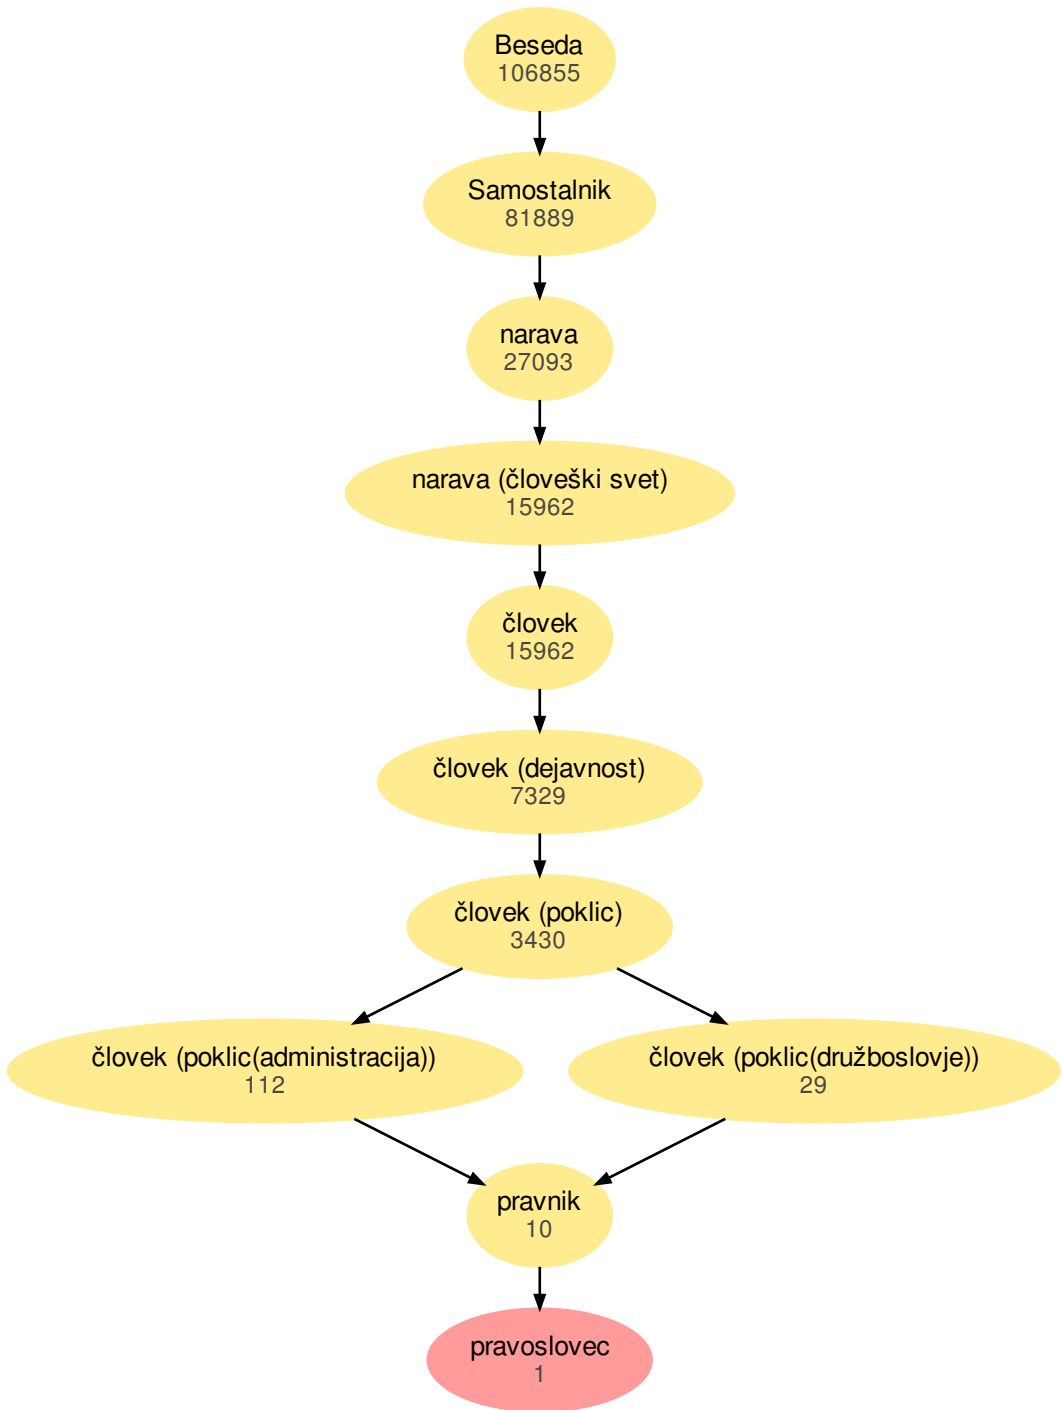 Beseda
106855
Samostalnik
81889
narava
27093
narava (človeški svet)
15962
človek
15962
človek (dejavnost)
7329
človek (poklic)
3430
človek (poklic(administracija))
112
človek (poklic(družboslovje))
29
pravnik
10
pravoslovec
1